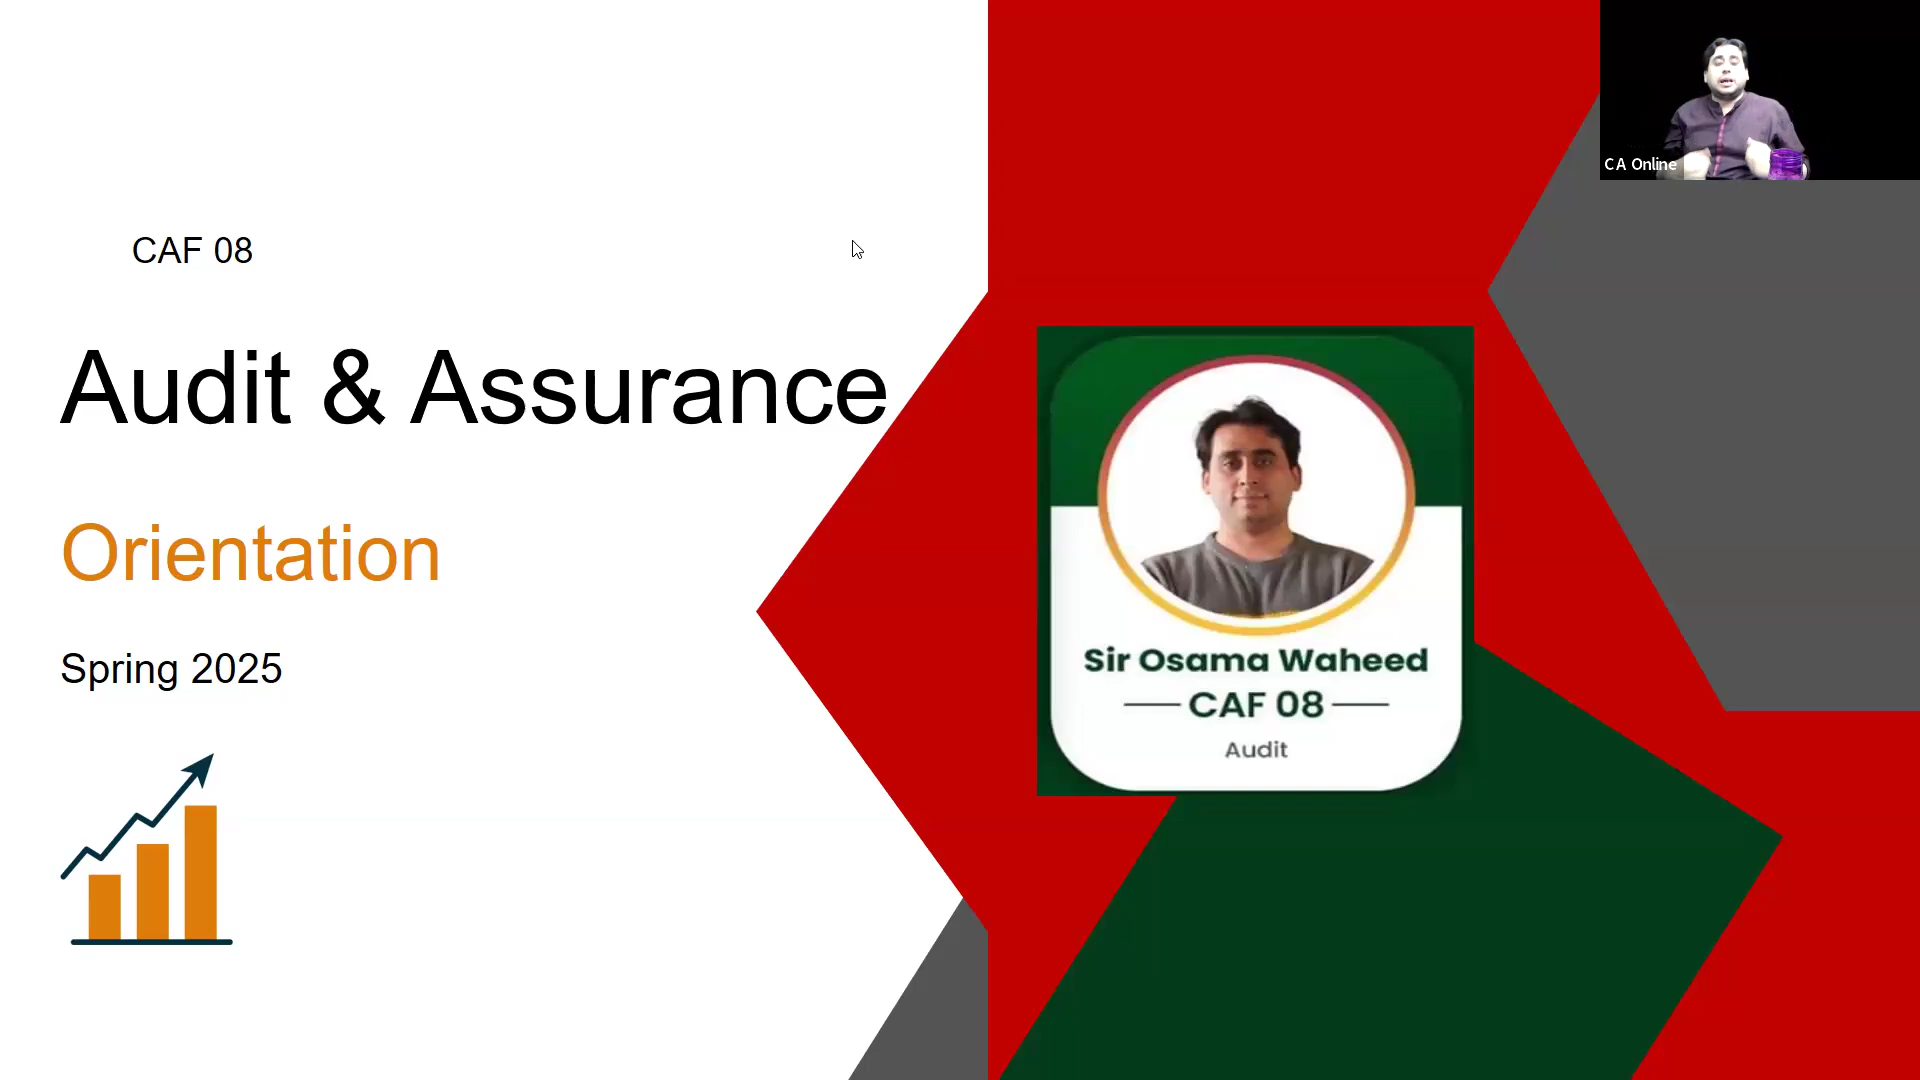 CAF 08
Audit & Assurance
Orientation
Spring 2025
Sir Osama Waheed
CAF 08
Audit
CA Online